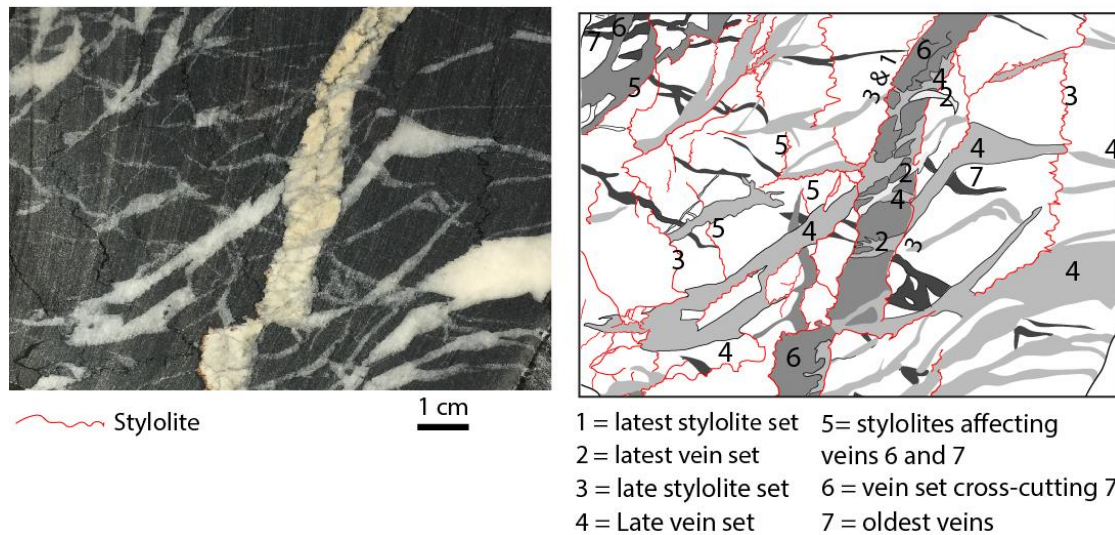 6
7
5
6
3 & 1
4
2
3
5
4
4
7
5
2
4
5
4
2
3
3
4
4
6
Stylolite
1 cm
1 = latest stylolite set
2 = latest vein set
3 = late stylolite set
4 = Late vein set
5= stylolites affecting
veins 6 and 7
6 = vein set cross-cutting 7
7 = oldest veins